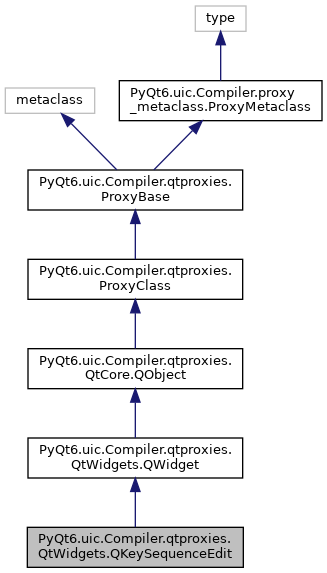 type
PyQt6.uic.Compiler.proxy
_metaclass.ProxyMetaclass
metaclass
PyQt6.uic.Compiler.qtproxies.
ProxyBase
PyQt6.uic.Compiler.qtproxies.
ProxyClass
PyQt6.uic.Compiler.qtproxies.
QtCore.QObject
PyQt6.uic.Compiler.qtproxies.
QtWidgets.QWidget
PyQt6.uic.Compiler.qtproxies.
QtWidgets.QKeySequenceEdit